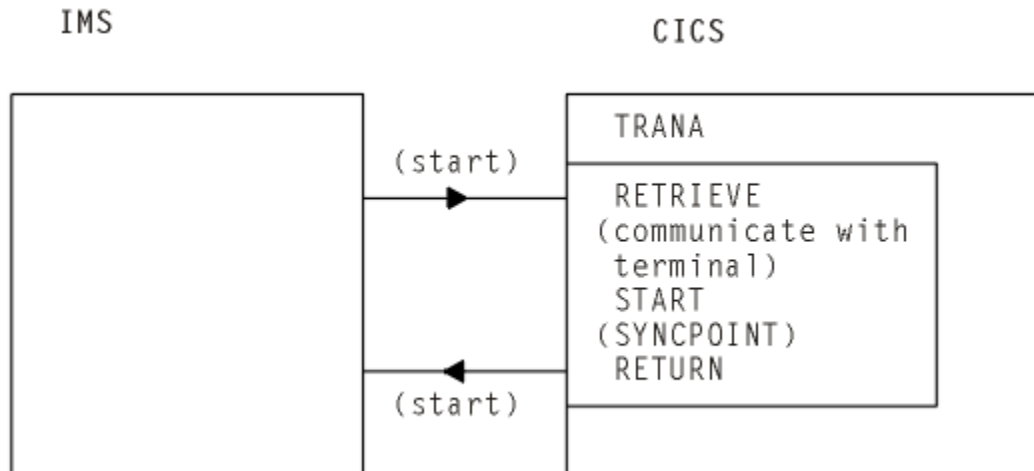 IMS
CICS
TRANA
(start)
RETRIEVE
(communicate with
terminal)
START
(SYNCPOINT)
RETURN
(start)